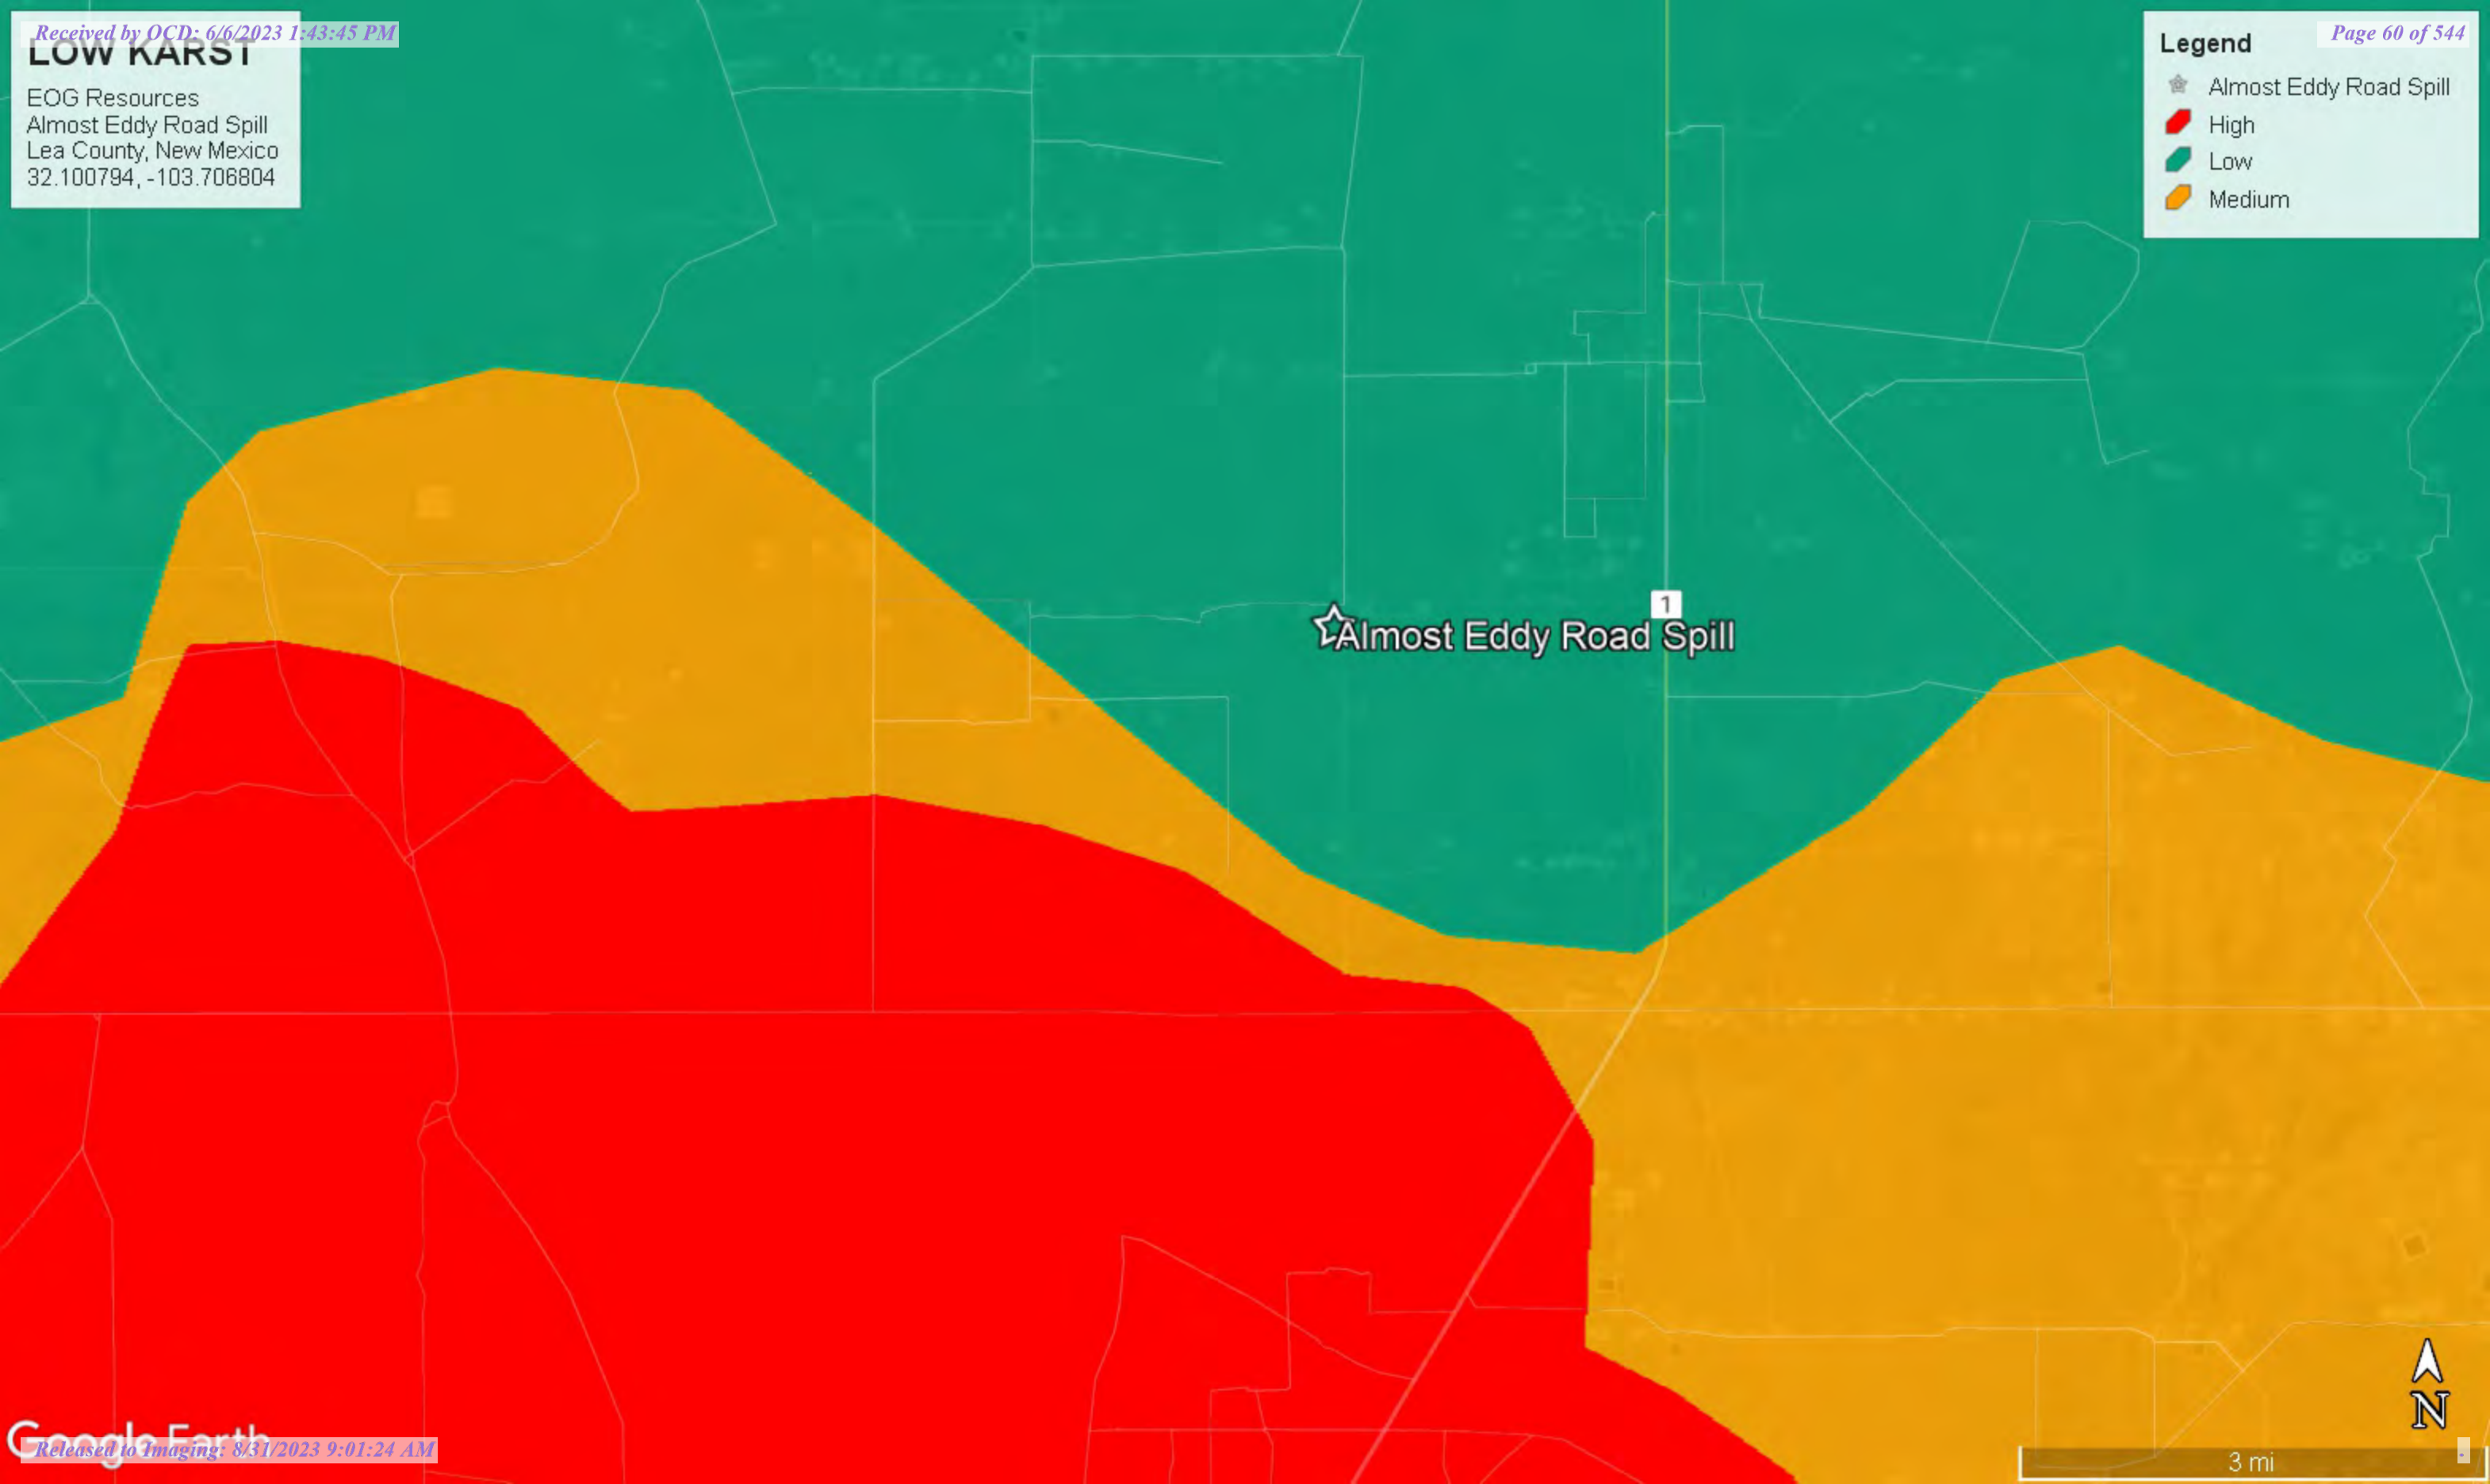 Received by OCD: 6/6/2023 1:43:45 PM
Page 60 of 544
LOW KARST
EOG Resources
Almost Eddy Road Spill
Lea County, New Mexico
32.100794, -103.706804
Legend
Almost Eddy Road Spill
High
Low
Medium
1
Almost Eddy Road Spill
N
3 mi
Google Earth
Released to Imaging: 8/31/2023 9:01:24 AM